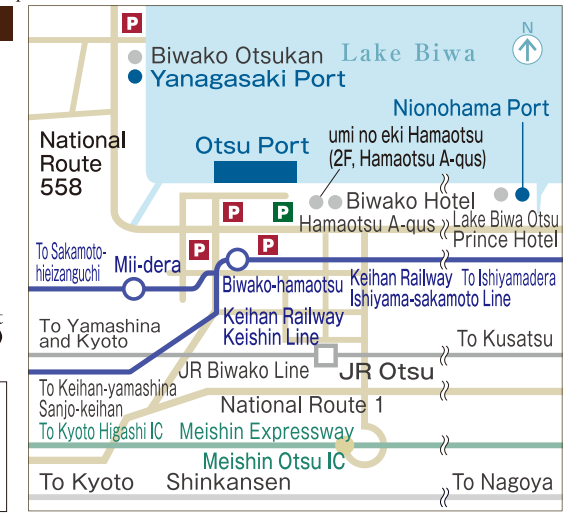 P
N
Biwako Otsukan
Lake Biwa
Yanagasaki Port
Nionohama Port
National
Route
558
Otsu Port
umi no eki Hamaotsu
(2F, Hamaotsu A-qus)
P
P
Biwako Hotel
Hamaotsu A-qus
Lake Biwa Otsu
Prince Hotel
To Sakamoto-
hieizanguchi
Mii-dera
P
P
Biwako-hamaotsu
Keihan Railway
Ishiyama-sakamoto Line
To Ishiyamadera
Keihan Railway
Keishin Line
To Yamashina
and Kyoto
To Kusatsu
JR Biwako Line
JR Otsu
To Keihan-yamashina
Sanjo-keihan
National Route 1
To Kyoto Higashi IC
Meishin Expressway
Meishin Otsu IC
To Kyoto
Shinkansen
To Nagoya